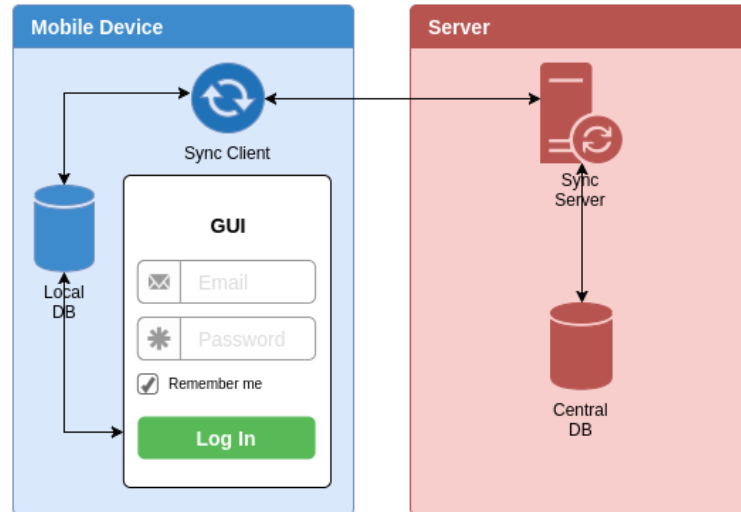 Mobile Device
Sync Client
Local
DB
GUI
Email
Password
Remember me
Log In
Server
Sync
Server
Central
DB